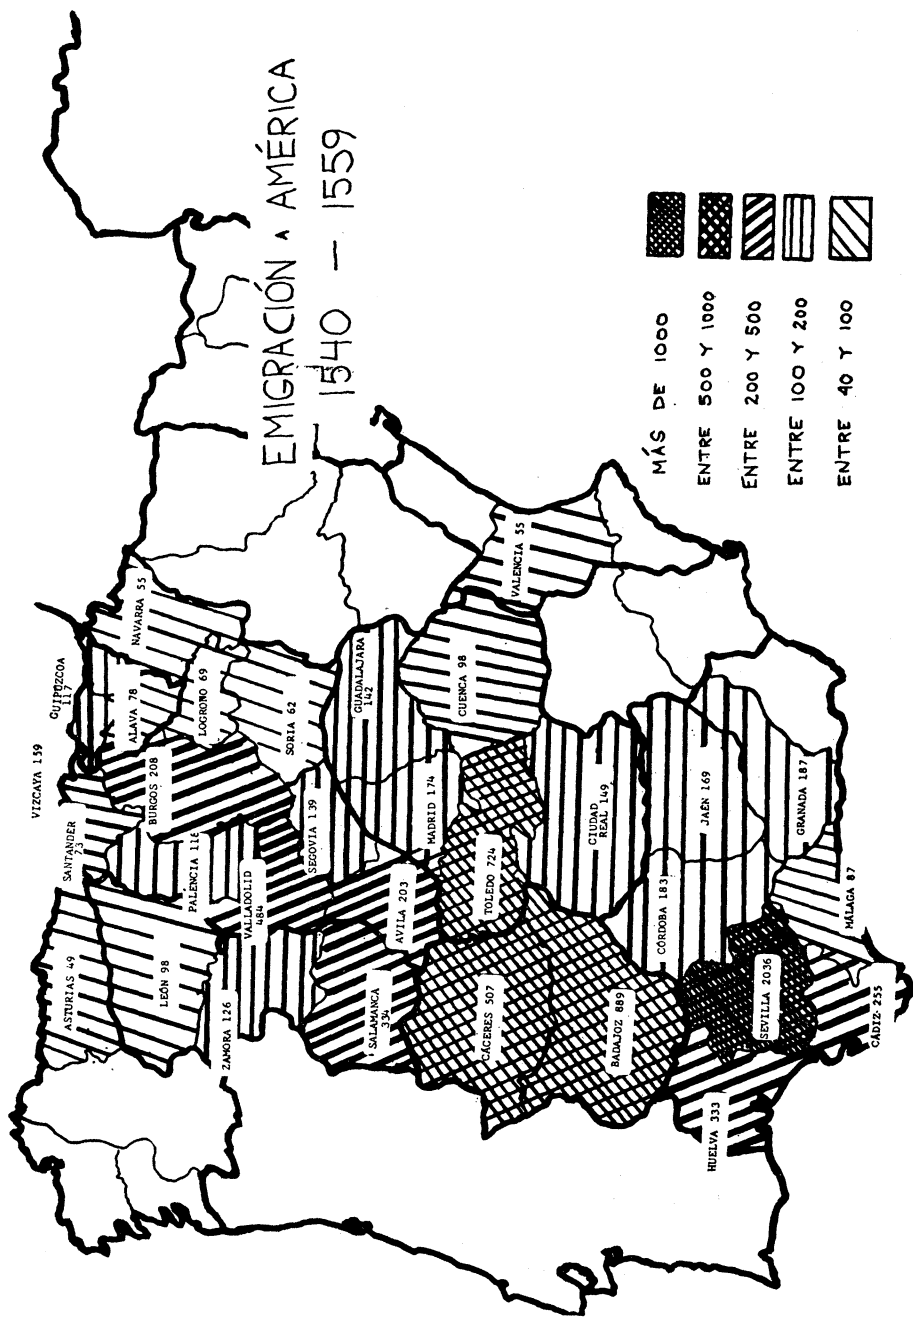 EMIGRACIÓN A AMÉRICA
1540 — 1559
VIZCAYA 159
GUIPÚZCOA
117
NAVARRA 55
SANTANDER
73
ALAVA 78
ASTURIAS 49
BURGOS 208
LOGROÑO 69
LEÓN 98
PALENCIA 118
SORIA 62
ZAMORA 126
VALLADOLID
484
SEGOVIA 139
GUADALAJARA
142
SALAMANCA
334
AVILA 203
MADRID 174
CUENCA 98
VALENCIA 55
CÁCERES 507
TOLEDO 724
BADAJOZ 889
CIUDAD
REAL 149
CÓRDOBA 183
JAÉN 169
HUELVA 333
SEVILLA 2036
GRANADA 187
MÁLAGA 87
CÁDIZ 255
MÁS DE 1000
ENTRE 500 Y 1000
ENTRE 200 Y 500
ENTRE 100 Y 200
ENTRE 40 Y 100